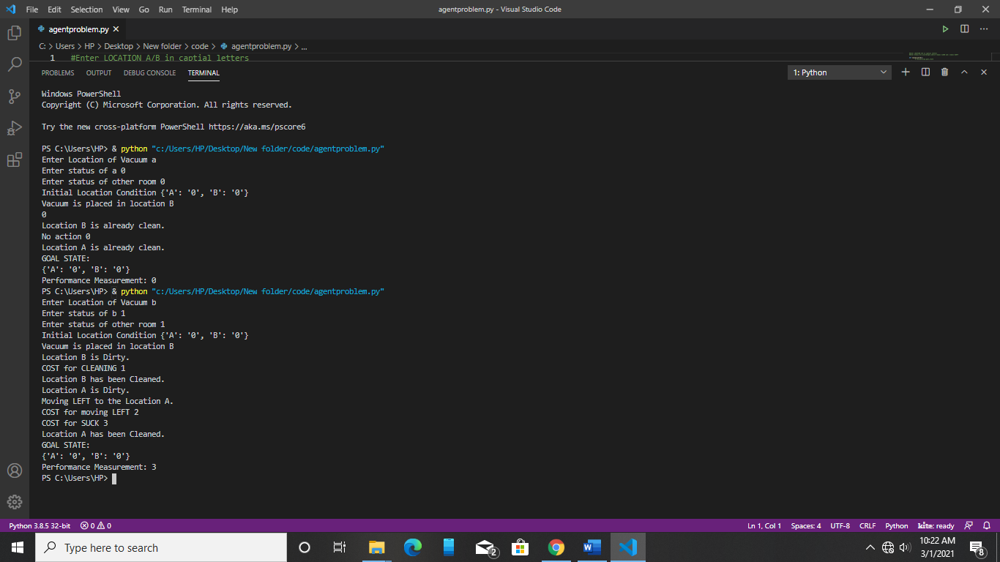 File Edit Selection View Go Run Terminal Help
agentproblem.py - Visual Studio Code
agentproblem.py
C: > Users > HP > Desktop > New folder > code > agentproblem.py > ...
1 #Enter LOCATION A/B in captial letters
PROBLEMS OUTPUT DEBUG CONSOLE TERMINAL
1: Python
Windows PowerShell
Copyright (C) Microsoft Corporation. All rights reserved.
Try the new cross-platform PowerShell https://aka.ms/pscore6
PS C:\Users\HP> & python "c:/Users/HP/Desktop/New folder/code/agentproblem.py"
Enter Location of Vacuum a
Enter status of a 0
Enter status of other room 0
Initial Location Condition {'A': '0', 'B': '0'}
Vacuum is placed in location B
0
Location B is already clean.
No action 0
Location A is already clean.
GOAL STATE:
{'A': '0', 'B': '0'}
Performance Measurement: 0
PS C:\Users\HP> & python "c:/Users/HP/Desktop/New folder/code/agentproblem.py"
Enter Location of Vacuum b
Enter status of b 1
Enter status of other room 1
Initial Location Condition {'A': '0', 'B': '0'}
Vacuum is placed in location B
Location B is Dirty.
COST for CLEANING 1
Location B has been Cleaned.
Location A is Dirty.
Moving LEFT to the Location A.
COST for moving LEFT 2
COST for SUCK 3
Location A has been Cleaned.
GOAL STATE:
{'A': '0', 'B': '0'}
Performance Measurement: 3
PS C:\Users\HP>
Python 3.8.5 32-bit 0 0
Ln 1, Col 1 Spaces: 4 UTF-8 CRLF Python kite: ready
Type here to search
2
10:22 AM
3/1/2021
8